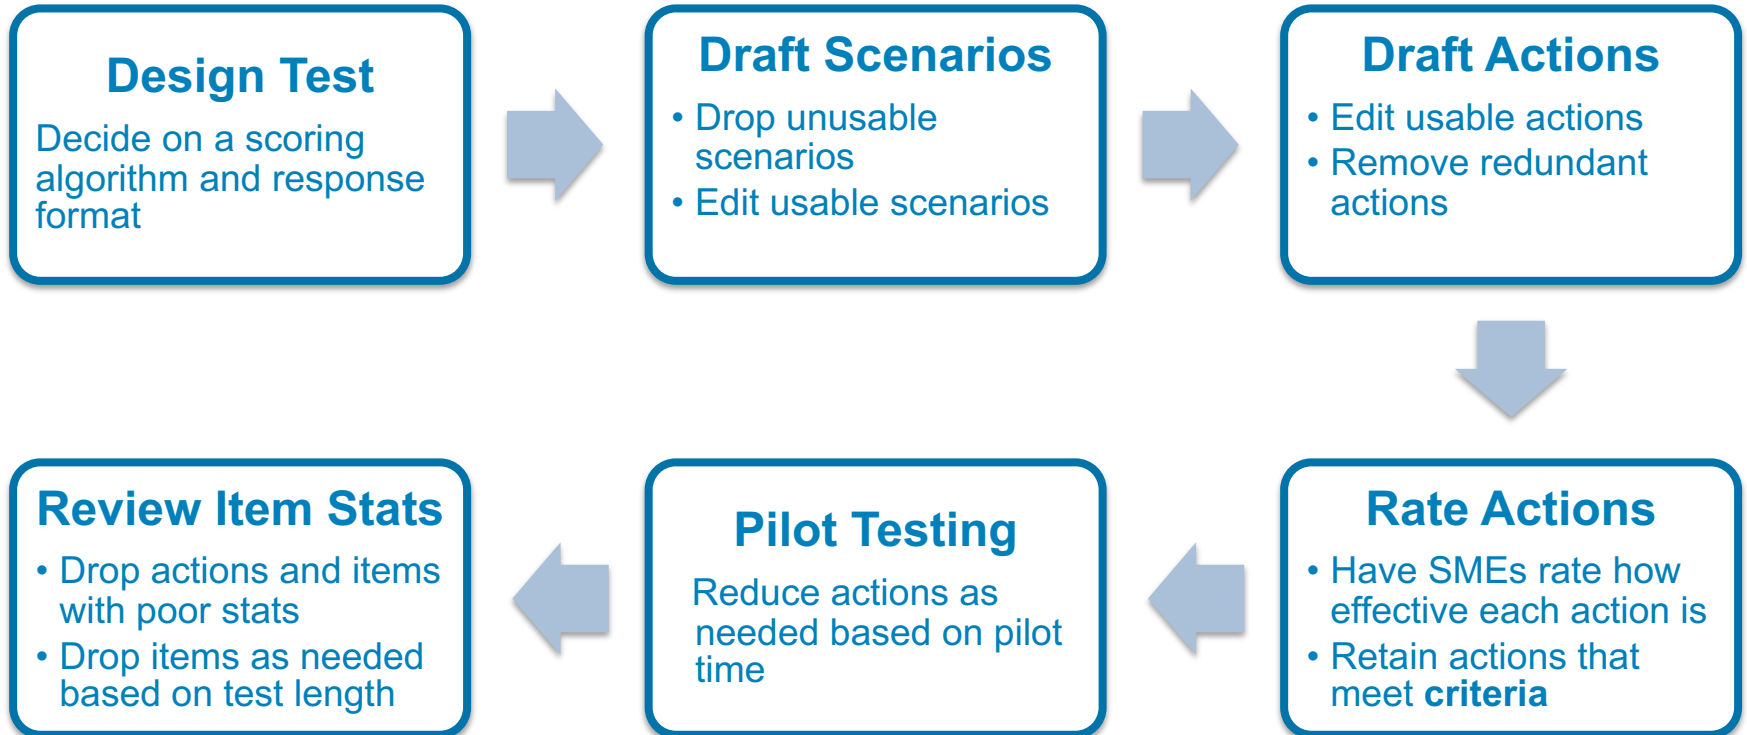 Design Test
Decide on a scoring
algorithm and response
format
Draft Scenarios
• Drop unusable
scenarios
• Edit usable scenarios
Draft Actions
• Edit usable actions
• Remove redundant
actions
Rate Actions
• Have SMEs rate how
effective each action is
• Retain actions that
meet criteria
Pilot Testing
Reduce actions as
needed based on pilot
time
Review Item Stats
• Drop actions and items
with poor stats
• Drop items as needed
based on test length